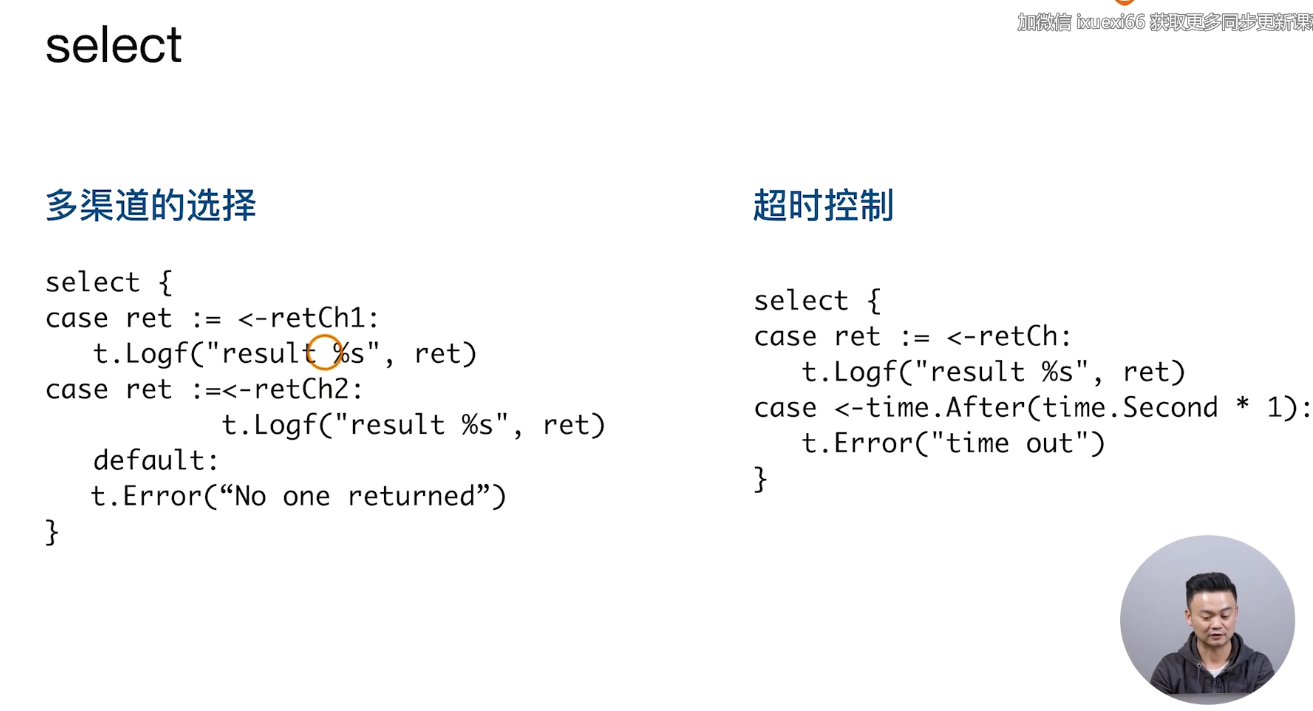 加微信 ixuexi66 获取更多同步更新课
select
多渠道的选择
select {
case ret := <-retCh1:
t.Logf("result %s", ret)
case ret :=<-retCh2:
t.Logf("result %s", ret)
default:
t.Error(“No one returned”)
}
超时控制
select {
case ret := <-retCh:
t.Logf("result %s", ret)
case <-time.After(time.Second * 1):
t.Error("time out")
}